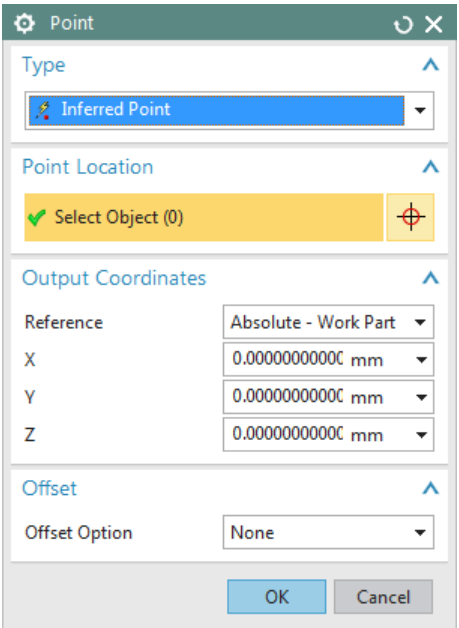 Point
Type
Inferred Point
Point Location
Select Object (0)
Output Coordinates
Reference Absolute - Work Part
X 0.00000000000 mm
Y 0.00000000000 mm
Z 0.00000000000 mm
Offset
Offset Option None
OK Cancel